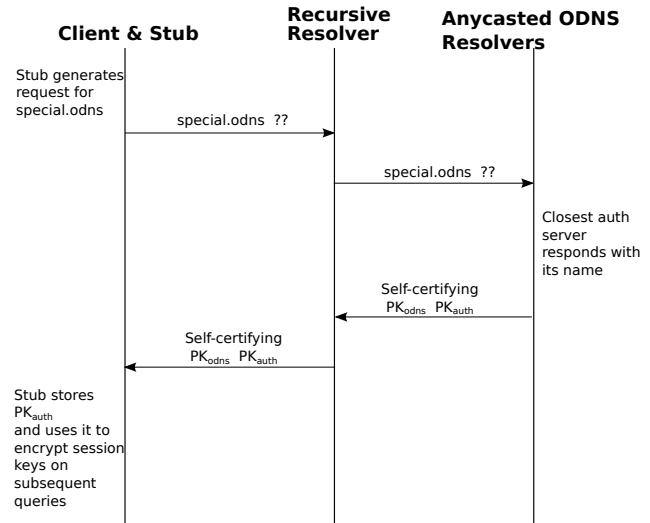 Client & Stub
Recursive
Resolver
Anycasted ODNS
Resolvers
Stub generates
request for
special.odns
special.odns ??
special.odns ??
Closest auth
server
responds with
its name
Self-certifying
PKodns PKauth
Self-certifying
PKodns PKauth
Stub stores
PKauth
and uses it to
encrypt session
keys on
subsequent
queries